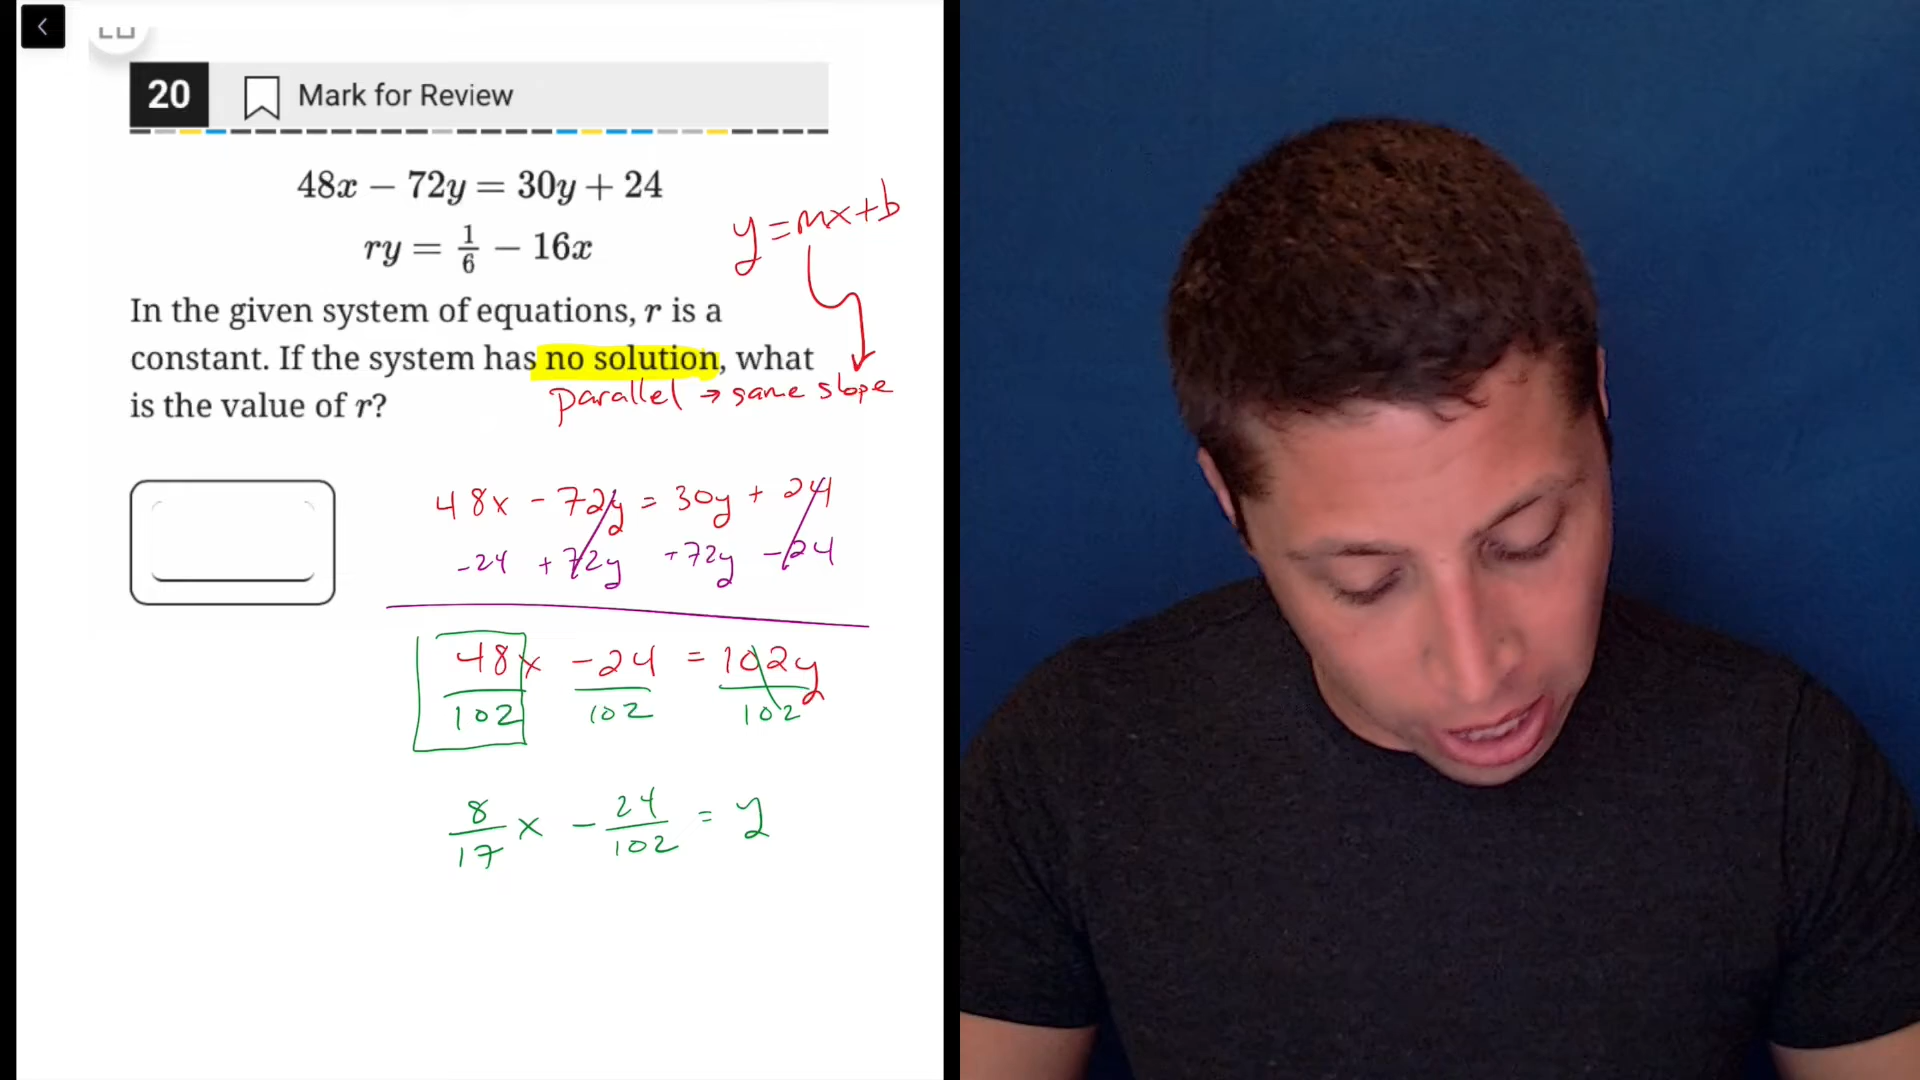 20 Mark for Review
48x − 72y = 30y + 24
ry = 1/6 − 16x
y = mx + b
In the given system of equations, r is a
constant. If the system has no solution, what
is the value of r?
parallel → same slope
48x - 72y = 30y + 24
-24 + 72y + 72y - 24
48x/102 - 24/102 = 102y/102
8/17 x - 24/102 = y